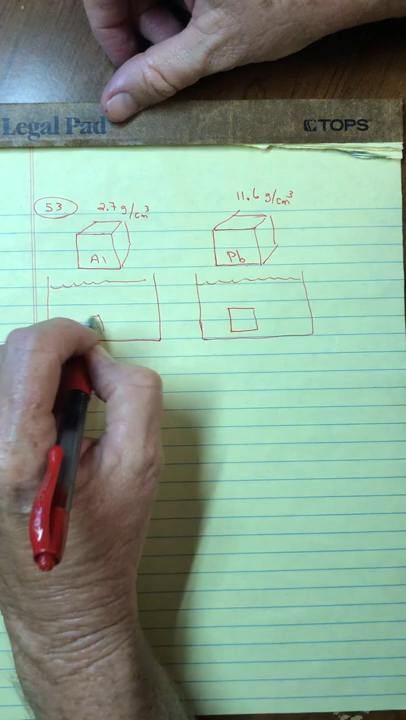 Legal Pad
TOPS
53
2.7 g/cm³
11.6 g/cm³
Al
Pb